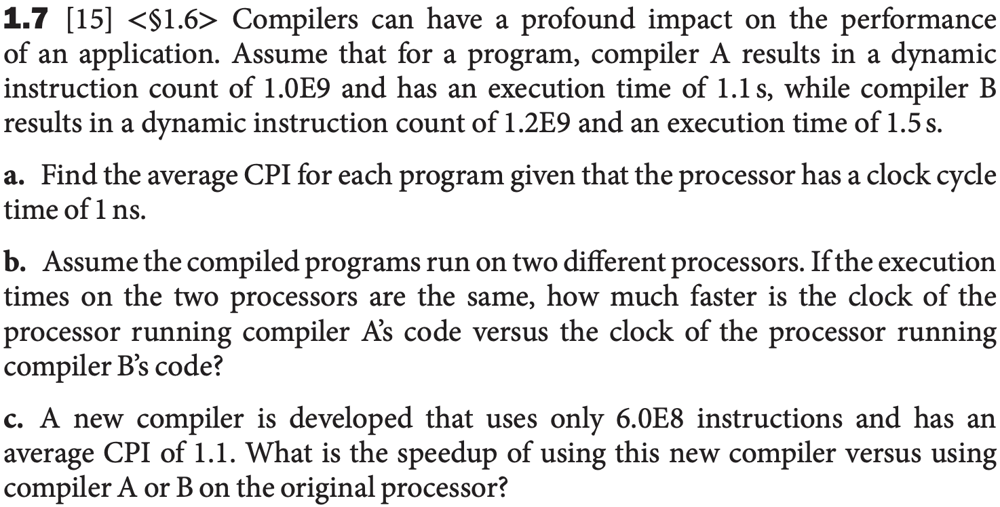 1.7 [15] <§1.6> Compilers can have a profound impact on the performance
of an application. Assume that for a program, compiler A results in a dynamic
instruction count of 1.0E9 and has an execution time of 1.1 s, while compiler B
results in a dynamic instruction count of 1.2E9 and an execution time of 1.5 s.
a. Find the average CPI for each program given that the processor has a clock cycle
time of 1 ns.
b. Assume the compiled programs run on two different processors. If the execution
times on the two processors are the same, how much faster is the clock of the
processor running compiler A’s code versus the clock of the processor running
compiler B’s code?
c. A new compiler is developed that uses only 6.0E8 instructions and has an
average CPI of 1.1. What is the speedup of using this new compiler versus using
compiler A or B on the original processor?